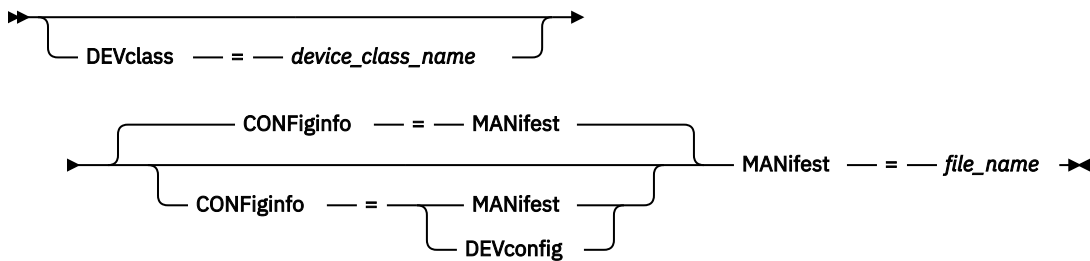 DEVclass = device_class_name
CONFiginfo = MANifest
MANifest = file_name
CONFiginfo = MANifest
DEVconfig